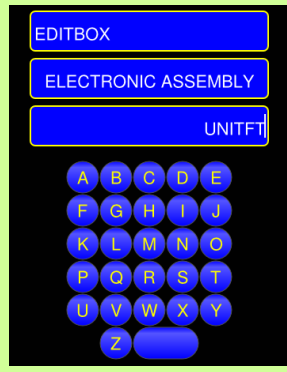 EDITBOX
ELECTRONIC ASSEMBLY
UNITFT
A B C D E
F G H I J
K L M N O
P Q R S T
U V W X Y
Z